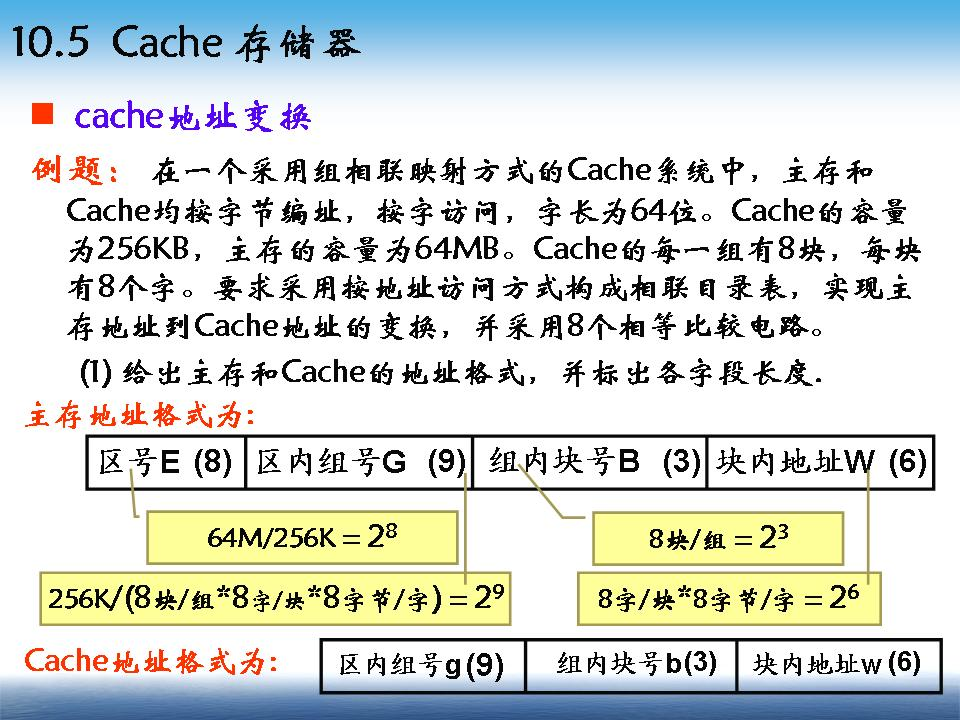 10.5 Cache 存储器
cache地址变换
例题： 在一个采用组相联映射方式的Cache系统中，主存和
Cache均按字节编址，按字访问，字长为64位。Cache的容量
为256KB，主存的容量为64MB。Cache的每一组有8块，每块
有8个字。要求采用按地址访问方式构成相联目录表，实现主
存地址到Cache地址的变换，并采用8个相等比较电路。
(1) 给出主存和Cache的地址格式，并标出各字段长度.
主存地址格式为:
区号E (8) 区内组号G (9) 组内块号B (3) 块内地址W (6)
64M/256K = 2⁸ 8块/组 = 2³
256K/(8块/组*8字/块*8字节/字) = 2⁹ 8字/块*8字节/字 = 2⁶
Cache地址格式为: 区内组号g(9) 组内块号b(3) 块内地址w (6)